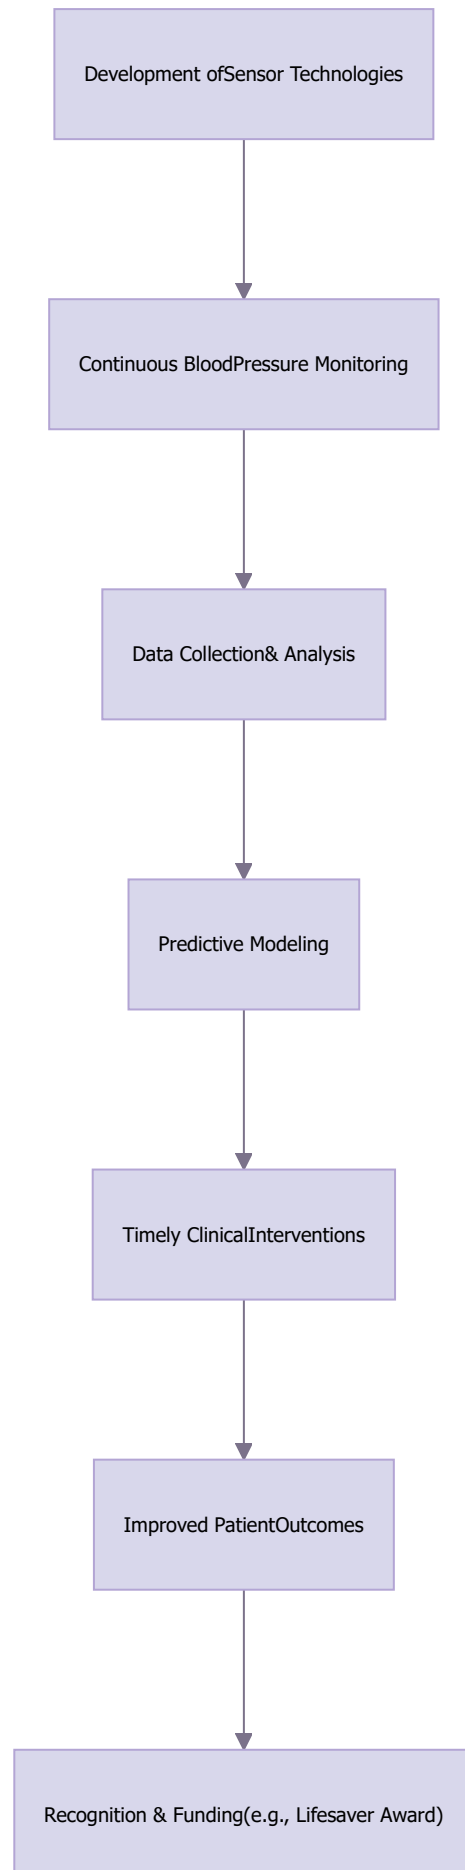 Development ofSensor Technologies
Continuous BloodPressure Monitoring
Data Collection& Analysis
Predictive Modeling
Timely ClinicalInterventions
Improved PatientOutcomes
Recognition & Funding(e.g., Lifesaver Award)